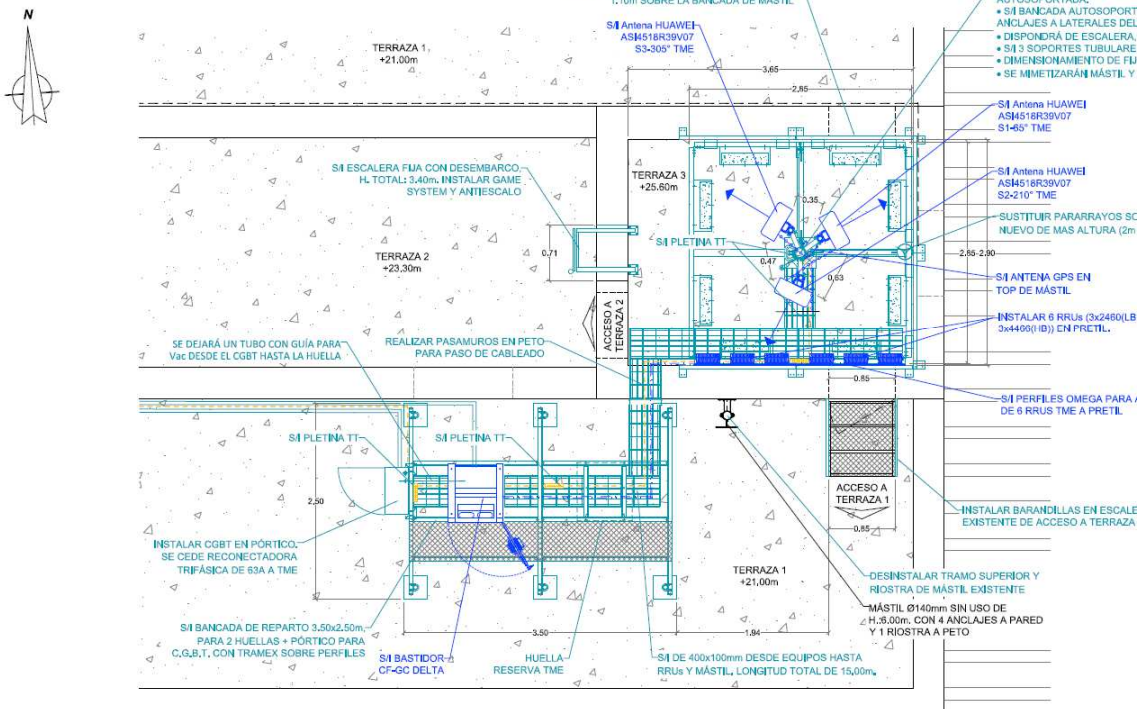 N
1.10m SOBRE LA BANCADA DE MÁSTIL
AUTOSOPORTADA.
• S/I BANCADA AUTOSOPORT
ANCLAJES A LATERALES DEL
• DISPONDRÁ DE ESCALERA,
• S/I 3 SOPORTES TUBULARE
• DIMENSIONAMIENTO DE FIJ
• SE MIMETIZARÁN MÁSTIL Y
S/I Antena HUAWEI
ASI4518R39V07
S3-305° TME
TERRAZA 1
+21,00m
3.65
2.85
S/I Antena HUAWEI
ASI4518R39V07
S1-65° TME
S/I ESCALERA FIJA CON DESEMBARCO.
H. TOTAL: 3.40m. INSTALAR GAME
SYSTEM Y ANTIESCALO
TERRAZA 3
+25.60m
S/I Antena HUAWEI
ASI4518R39V07
S2-210° TME
0.35
SUSTITUIR PARARRAYOS SO
NUEVO DE MAS ALTURA (2m
S/I PLETINA TT
0.71
TERRAZA 2
+23,30m
0.47
0.63
2.85
2.90
S/I ANTENA GPS EN
TOP DE MÁSTIL
ACCESO A
TERRAZA 2
INSTALAR 6 RRUs (3x2460(LB
3x4466(HB)) EN PRETIL.
SE DEJARÁ UN TUBO CON GUÍA PARA
Vac DESDE EL CGBT HASTA LA HUELLA
REALIZAR PASAMUROS EN PETO
PARA PASO DE CABLEADO
0.85
S/I PERFILES OMEGA PARA A
DE 6 RRUS TME A PRETIL
S/I PLETINA TT
S/I PLETINA TT
2,50
ACCESO A
TERRAZA 1
INSTALAR BARANDILLAS EN ESCALE
EXISTENTE DE ACCESO A TERRAZA
0.85
INSTALAR CGBT EN PÓRTICO.
SE CEDE RECONECTADORA
TRIFÁSICA DE 63A A TME
TERRAZA 1
+21,00m
DESINSTALAR TRAMO SUPERIOR Y
RIOSTRA DE MÁSTIL EXISTENTE
MÁSTIL Ø140mm SIN USO DE
H.:6.00m. CON 4 ANCLAJES A PARED
Y 1 RIOSTRA A PETO
S/I BANCADA DE REPARTO 3.50x2.50m.
PARA 2 HUELLAS + PÓRTICO PARA
C.G.B.T. CON TRAMEX SOBRE PERFILES
3.50
1.94
S/I BASTIDOR
CF-GC DELTA
HUELLA
RESERVA TME
S/I DE 400x100mm DESDE EQUIPOS HASTA
RRUs Y MÁSTIL. LONGITUD TOTAL DE 15,00m.